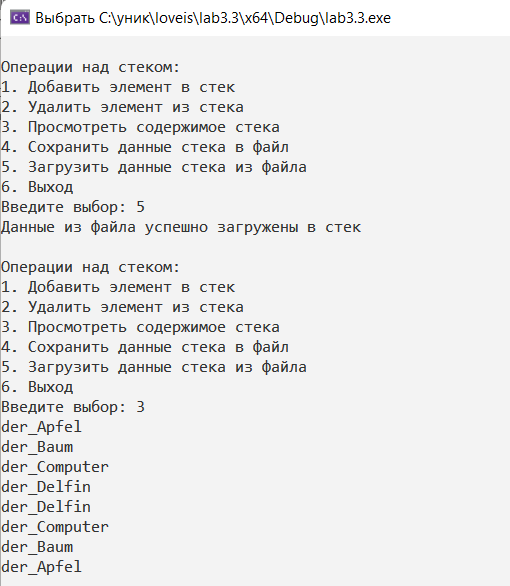 Выбрать C:\уник\loveis\lab3.3\x64\Debug\lab3.3.exe
Операции над стеком:
1. Добавить элемент в стек
2. Удалить элемент из стека
3. Просмотреть содержимое стека
4. Сохранить данные стека в файл
5. Загрузить данные стека из файла
6. Выход
Введите выбор: 5
Данные из файла успешно загружены в стек
Операции над стеком:
1. Добавить элемент в стек
2. Удалить элемент из стека
3. Просмотреть содержимое стека
4. Сохранить данные стека в файл
5. Загрузить данные стека из файла
6. Выход
Введите выбор: 3
der_Apfel
der_Baum
der_Computer
der_Delfin
der_Delfin
der_Computer
der_Baum
der_Apfel